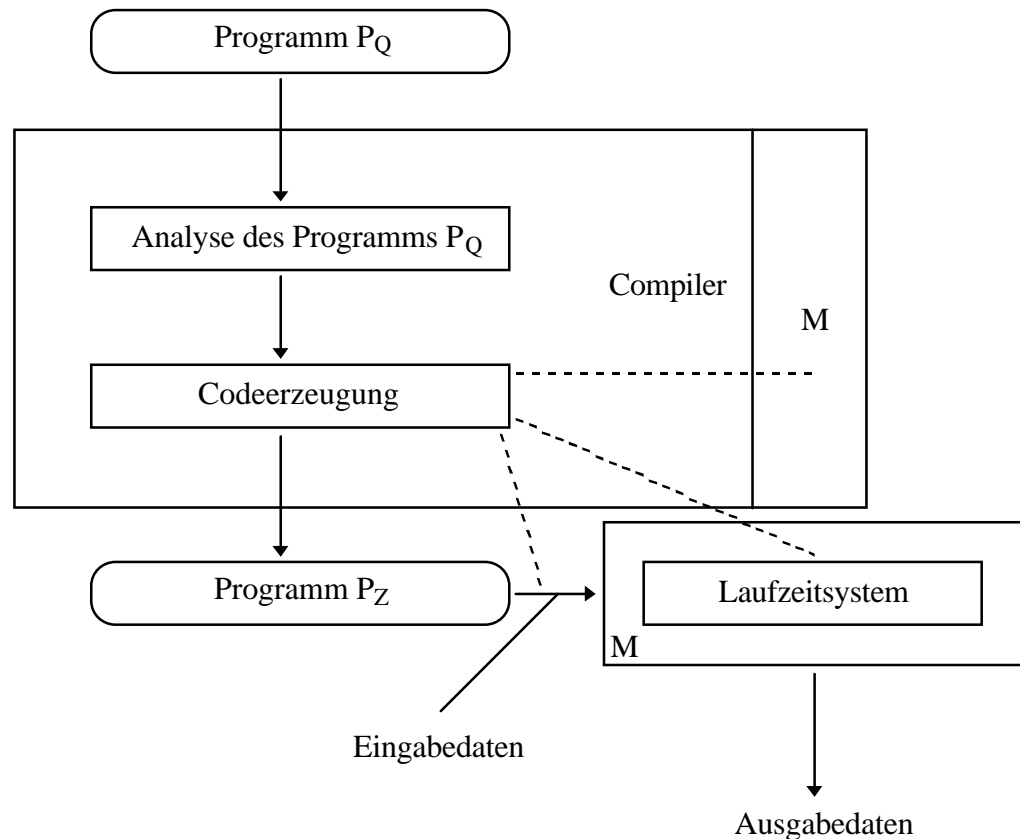 Programm P_Q
Analyse des Programms P_Q
Compiler
M
Codeerzeugung
Programm P_Z
Laufzeitsystem
M
Eingabedaten
Ausgabedaten